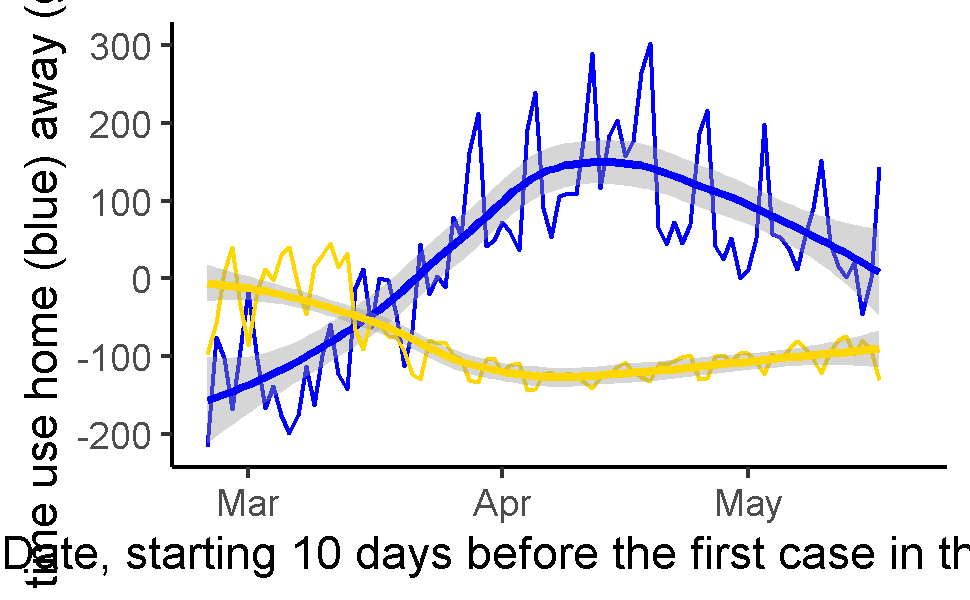 time use home (blue) away (
300
200
100
0
-100
-200
Mar Apr May
Date, starting 10 days before the first case in th